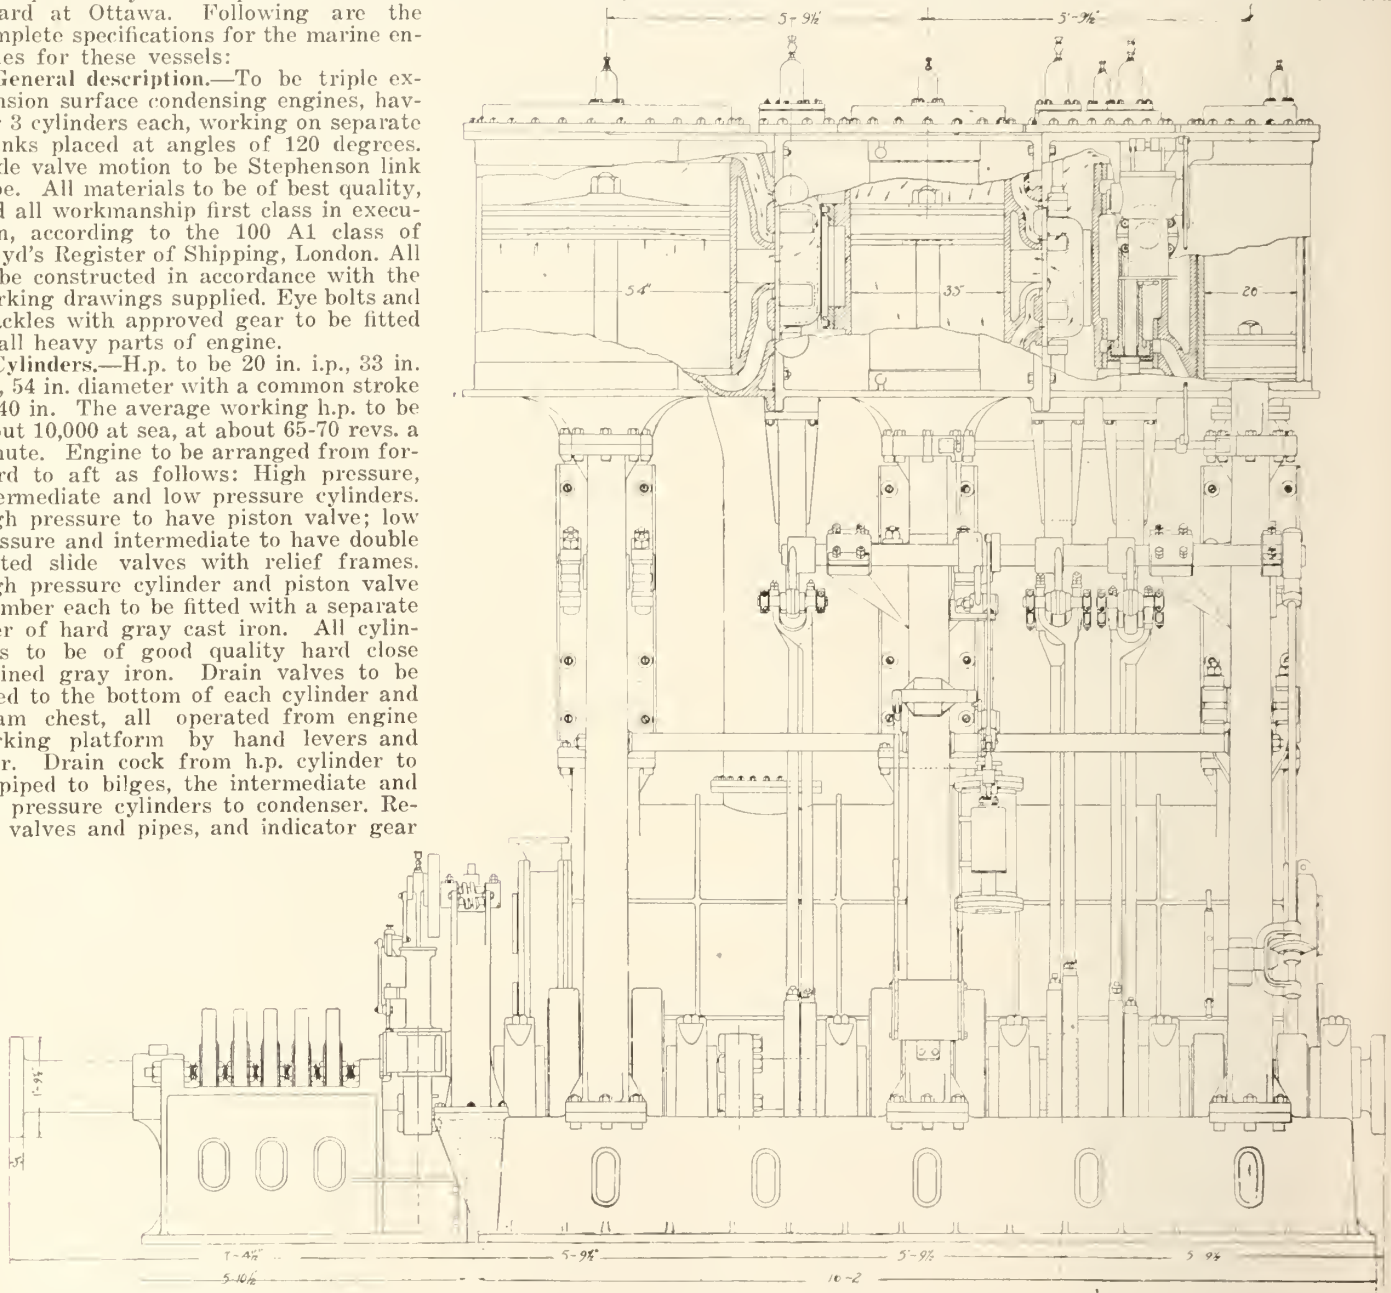 ard at Ottawa. Following are the
mplete specifications for the marine en-
es for these vessels:
General description.—To be triple ex-
nsion surface condensing engines, hav-
3 cylinders each, working on separate
nks placed at angles of 120 degrees.
le valve motion to be Stephenson link
pe. All materials to be of best quality,
d all workmanship first class in execu-
n, according to the 100 A1 class of
yd's Register of Shipping, London. All
be constructed in accordance with the
rking drawings supplied. Eye bolts and
ckles with approved gear to be fitted
all heavy parts of engine.
Cylinders.—H.p. to be 20 in. i.p., 33 in.
, 54 in. diameter with a common stroke
40 in. The average working h.p. to be
out 10,000 at sea, at about 65-70 revs. a
nute. Engine to be arranged from for-
rd to aft as follows: High pressure,
ermediate and low pressure cylinders.
gh pressure to have piston valve; low
ssure and intermediate to have double
ted slide valves with relief frames.
gh pressure cylinder and piston valve
mber each to be fitted with a separate
er of hard gray cast iron. All cylin-
s to be of good quality hard close
ined gray iron. Drain valves to be
ed to the bottom of each cylinder and
am chest, all operated from engine
rking platform by hand levers and
r. Drain cock from h.p. cylinder to
piped to bilges, the intermediate and
pressure cylinders to condenser. Re-
valves and pipes, and indicator gear
5-9½ 5-9½
54" 35 20
5
7-4½" 5-9½" 5-9½ 5 9½
5-10½ 16-2